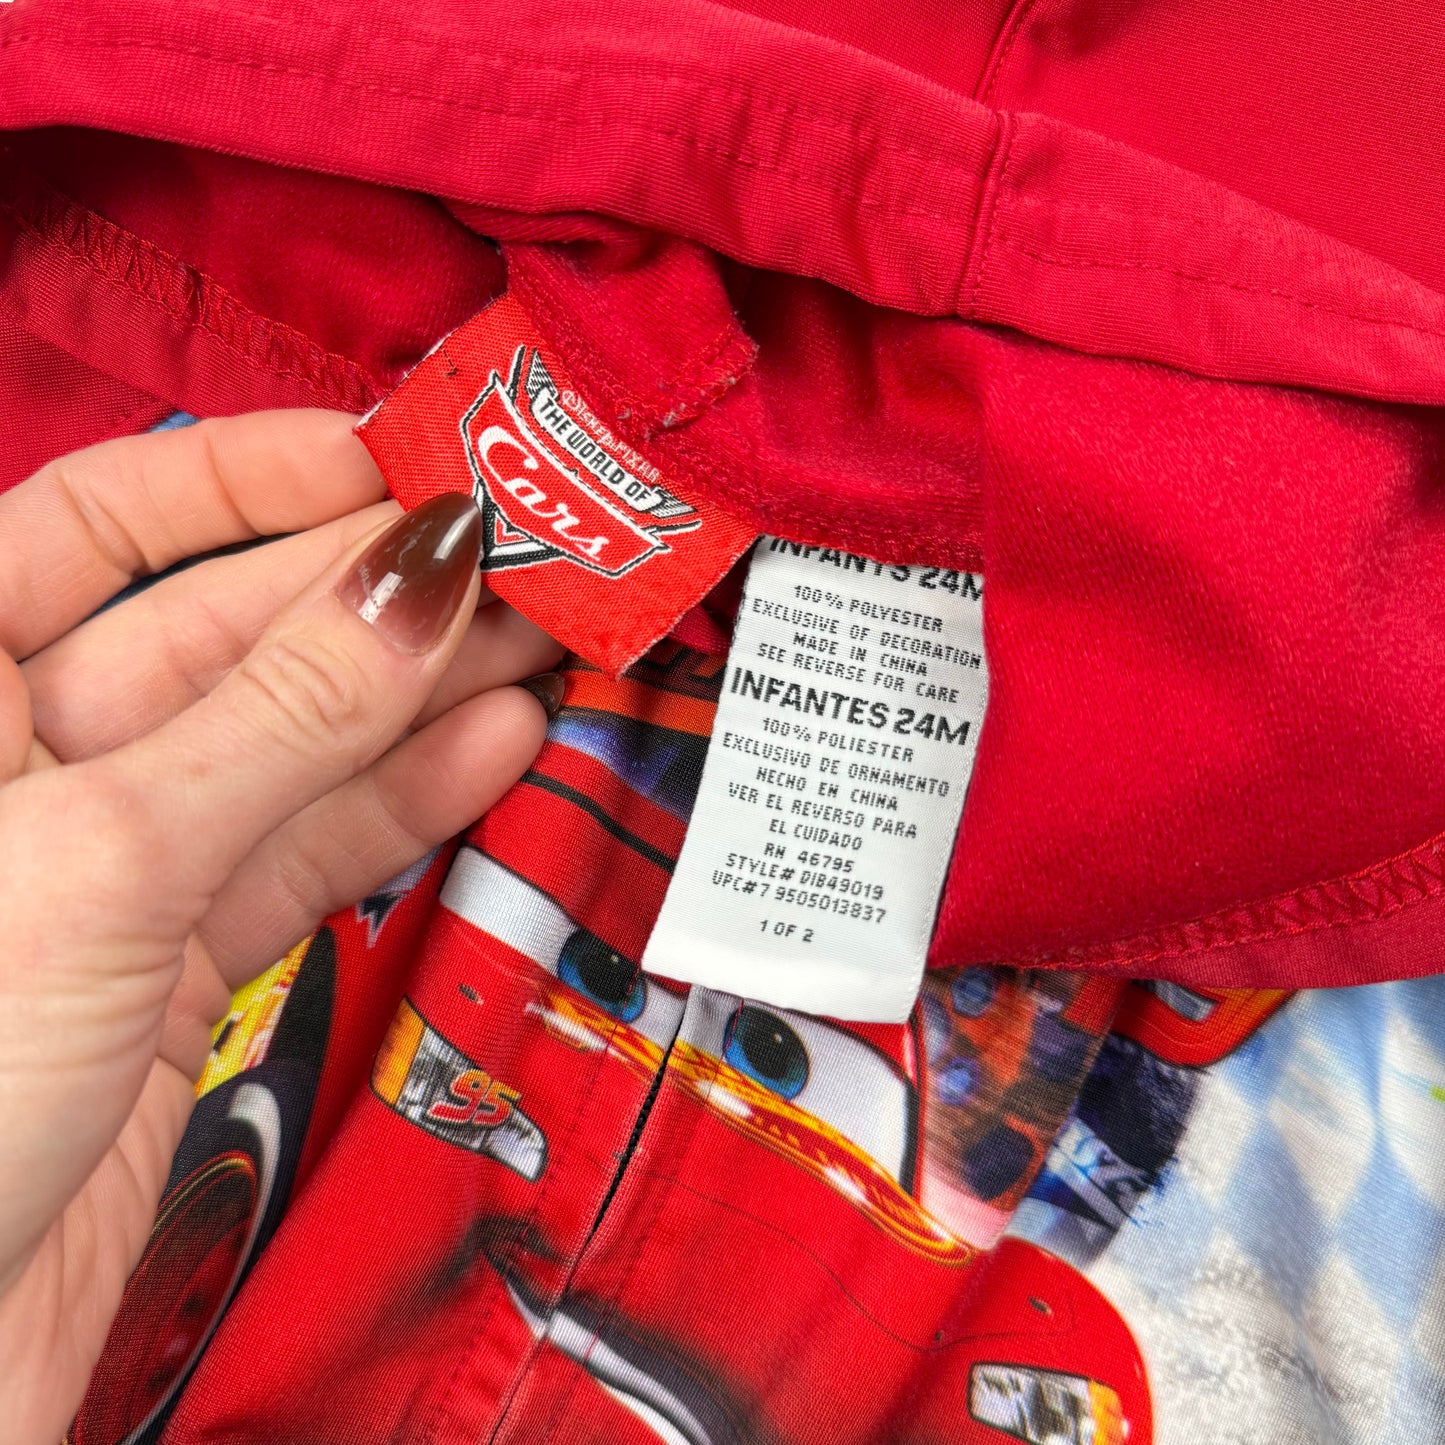 Disney·PIXAR
THE WORLD OF
Cars
INFANTS 24M
100% POLYESTER
EXCLUSIVE OF DECORATION
MADE IN CHINA
SEE REVERSE FOR CARE
INFANTES 24M
100% POLIESTER
EXCLUSIVO DE ORNAMENTO
HECHO EN CHINA
VER EL REVERSO PARA
EL CUIDADO
RN 46795
STYLE# DIB49019
UPC#7 9505013837
1 OF 2
95